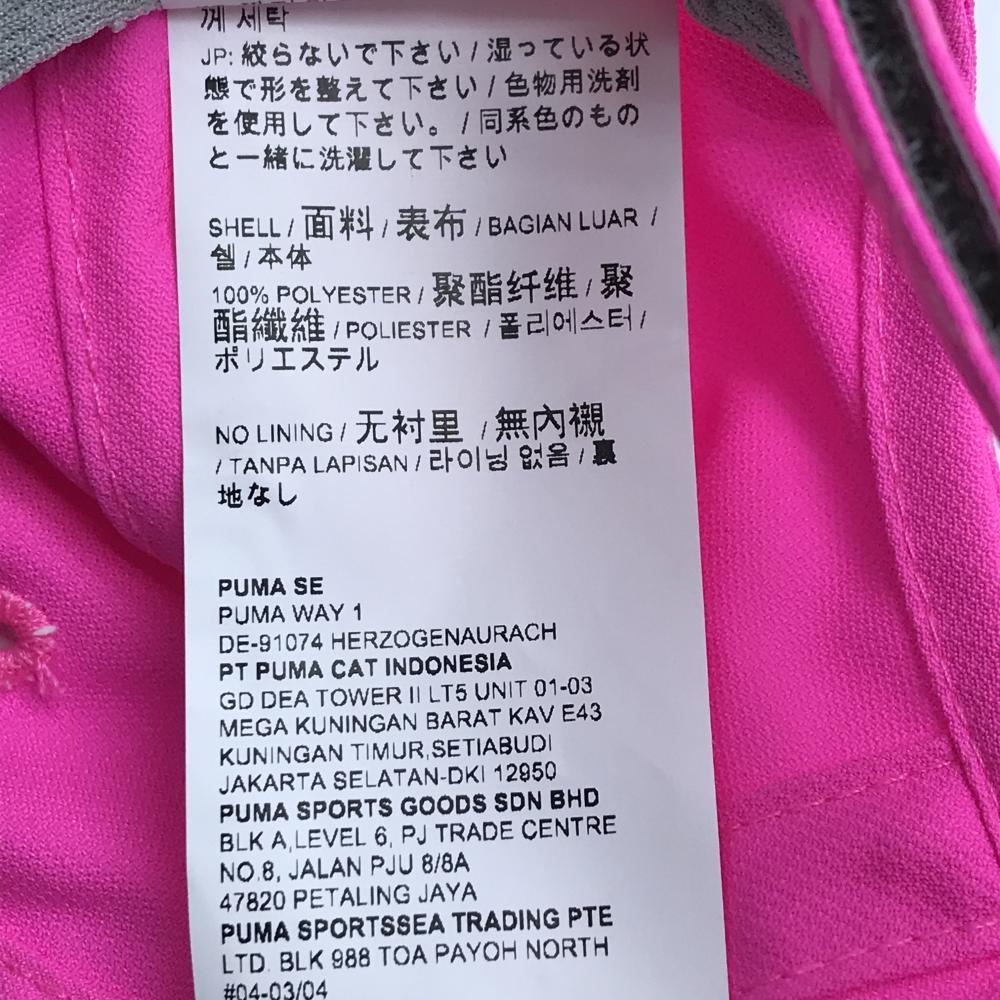 께 세탁
JP: 絞らないで下さい / 湿っている状
態で形を整えて下さい / 色物用洗剤
を使用して下さい。 / 同系色のもの
と一緒に洗濯して下さい
SHELL / 面料 / 表布 / BAGIAN LUAR /
쉘 / 本体
100% POLYESTER / 聚酯纤维 / 聚
酯纖維 / POLIESTER / 폴리에스터 /
ポリエステル
NO LINING / 无衬里 / 無內襯
/ TANPA LAPISAN / 라이닝 없음 / 裏
地なし
PUMA SE
PUMA WAY 1
DE-91074 HERZOGENAURACH
PT PUMA CAT INDONESIA
GD DEA TOWER II LT5 UNIT 01-03
MEGA KUNINGAN BARAT KAV E43
KUNINGAN TIMUR,SETIABUDI
JAKARTA SELATAN-DKI 12950
PUMA SPORTS GOODS SDN BHD
BLK A,LEVEL 6, PJ TRADE CENTRE
NO.8, JALAN PJU 8/8A
47820 PETALING JAYA
PUMA SPORTSSEA TRADING PTE
LTD. BLK 988 TOA PAYOH NORTH
#04-03/04